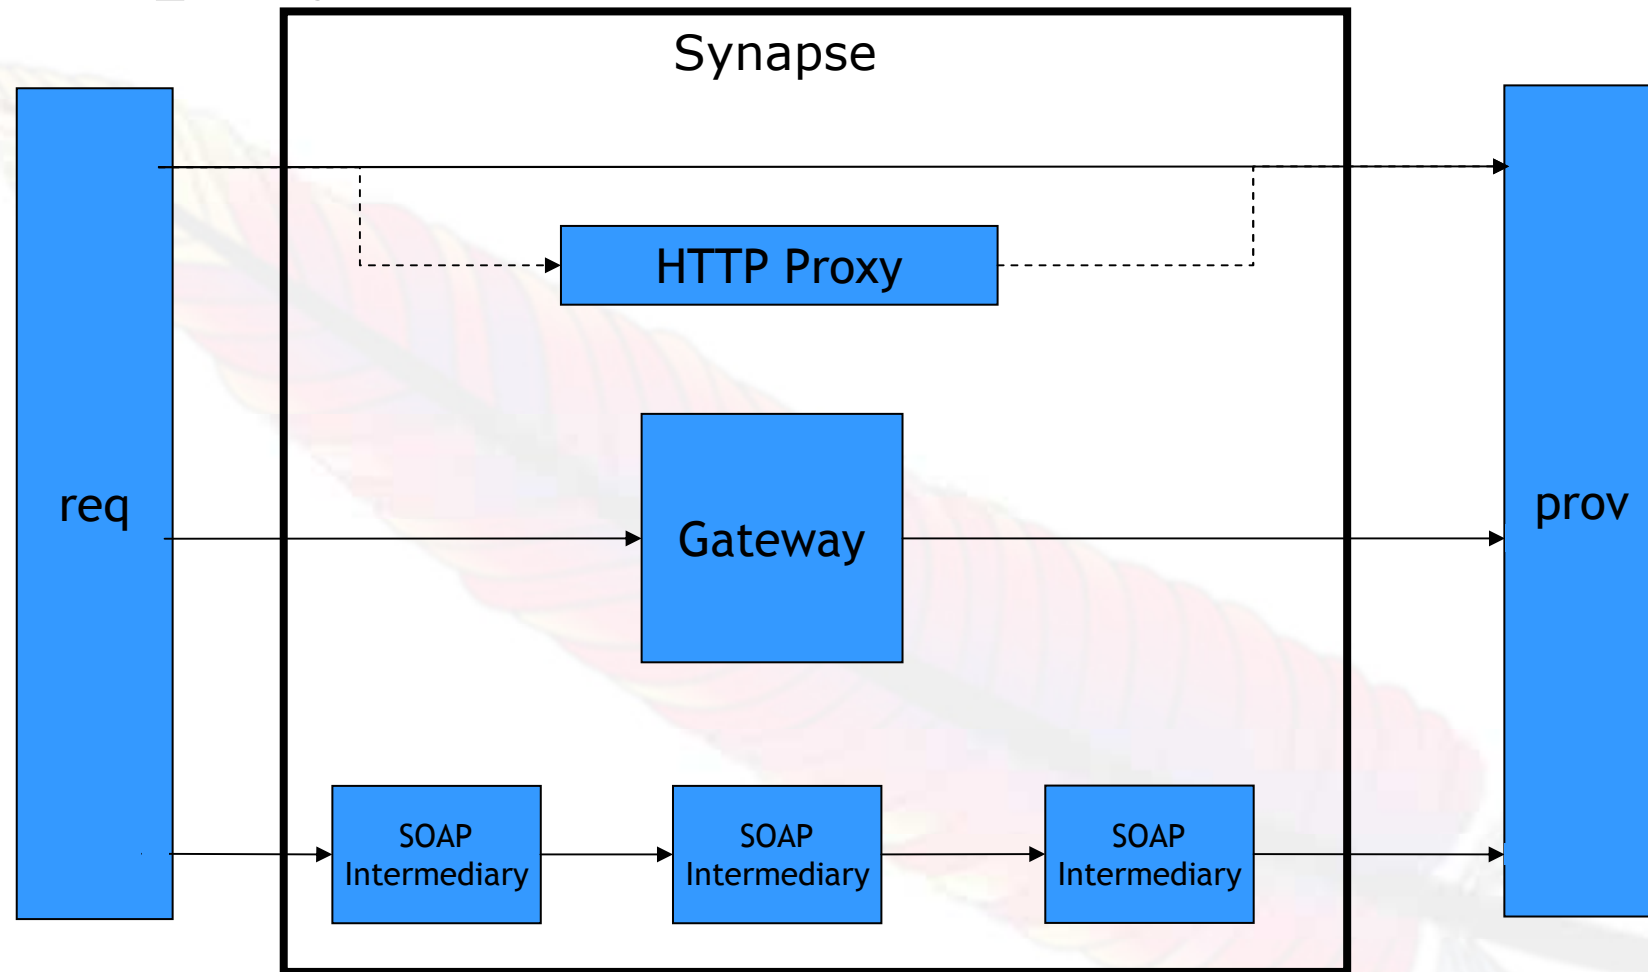 Synapse
HTTP Proxy
req
prov
Gateway
SOAP
Intermediary
SOAP
Intermediary
SOAP
Intermediary